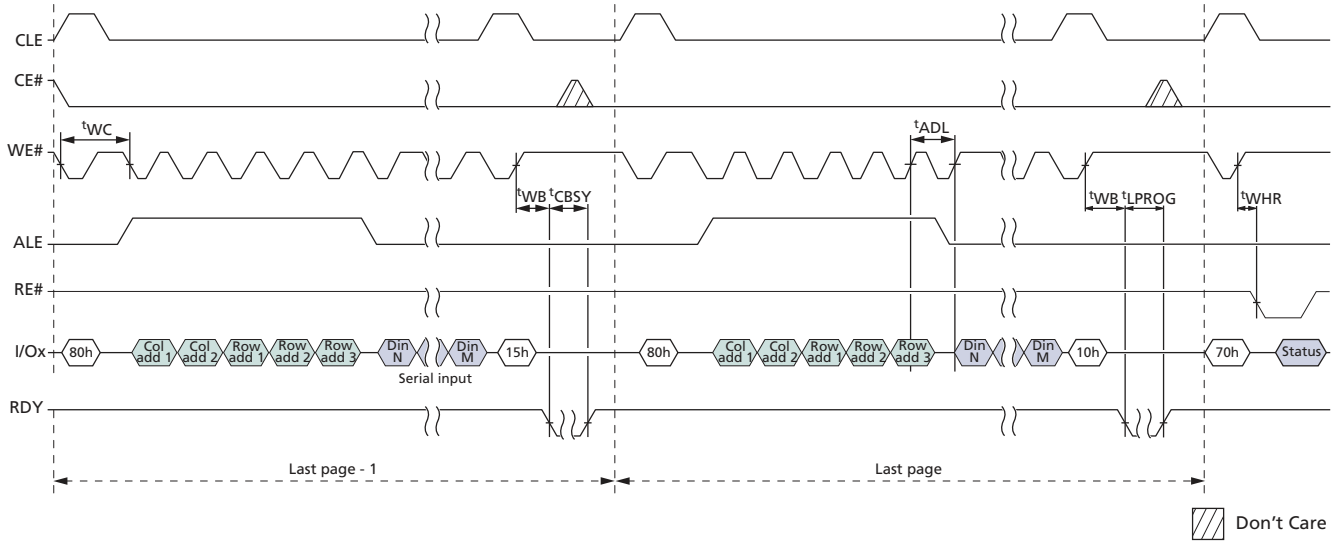 CLE
CE#
tWC
tADL
WE#
tWB tCBSY
tWB tLPROG
tWHR
ALE
RE#
I/Ox
80h
Col add 1
Col add 2
Row add 1
Row add 2
Row add 3
Din N
Din M
15h
80h
Col add 1
Col add 2
Row add 1
Row add 2
Row add 3
Din N
Din M
10h
70h
Status
Serial input
RDY
Last page - 1
Last page
Don't Care